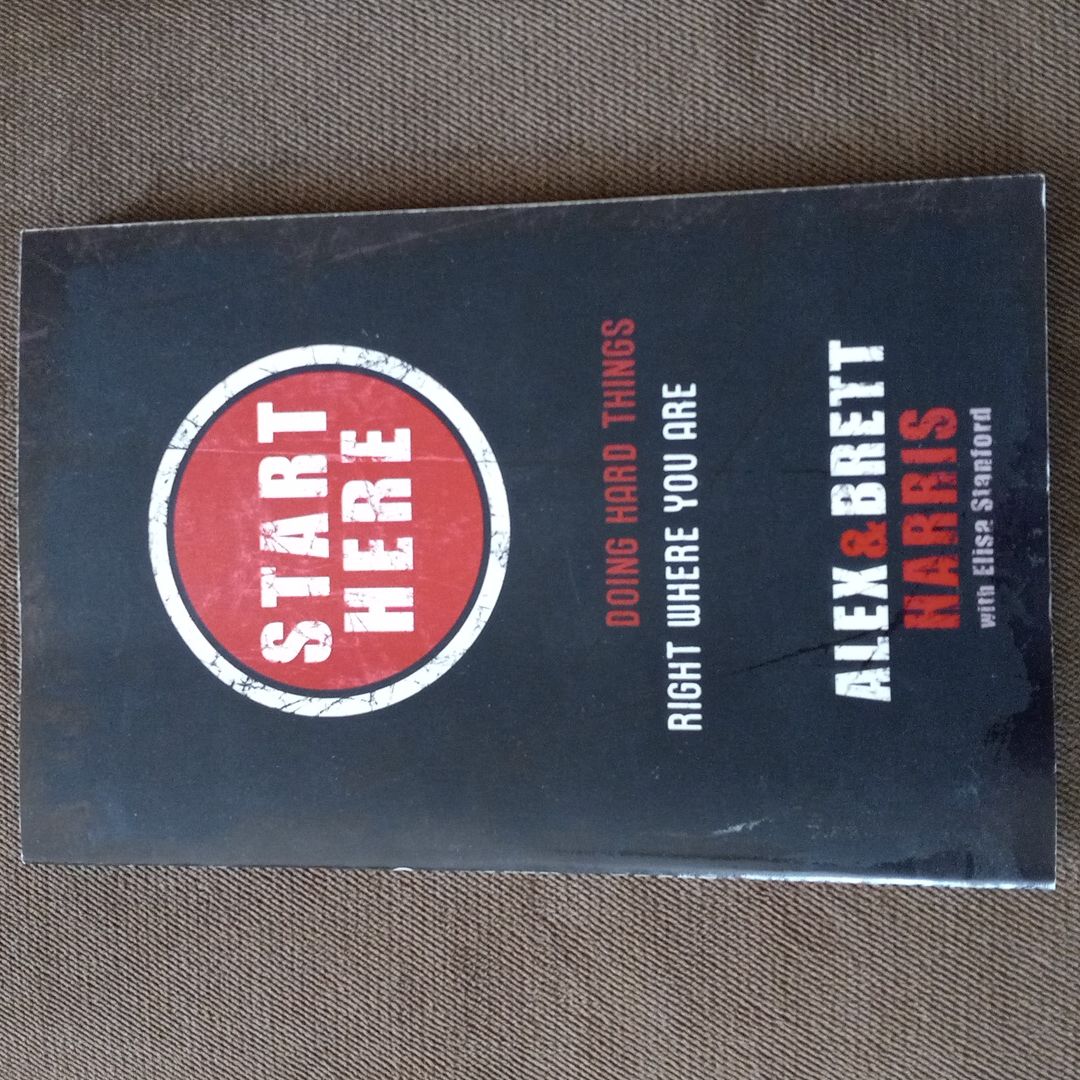 START
HERE
DOING HARD THINGS
RIGHT WHERE YOU ARE
ALEX & BRETT
HARRIS
with Elisa Stanford